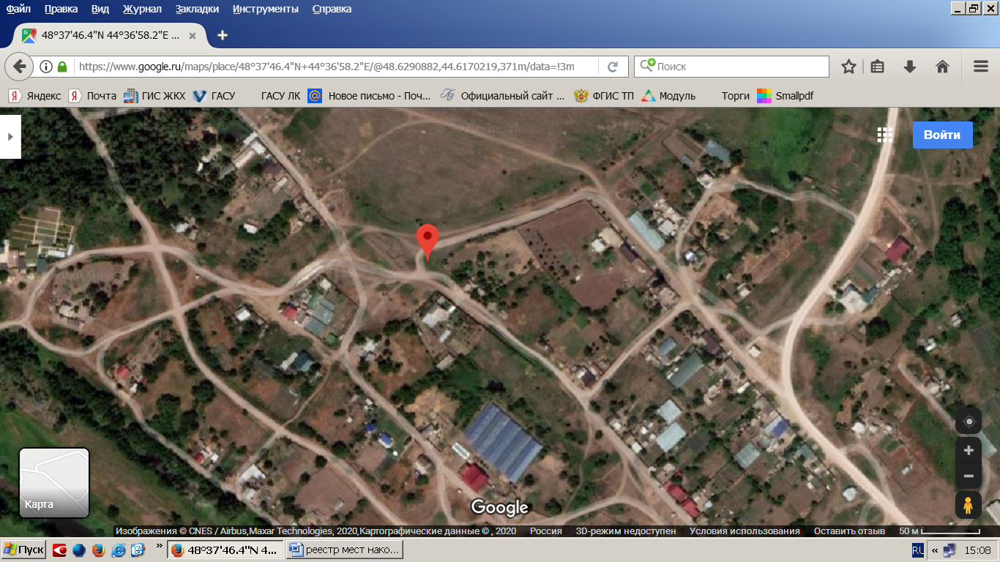 Файл Правка Вид Журнал Закладки Инструменты Справка
48°37'46.4"N 44°36'58.2"E ...
https://www.google.ru/maps/place/48°37'46.4"N+44°36'58.2"E/@48.6290882,44.6170219,371m/data=!3m
Поиск
Яндекс Почта ГИС ЖКХ ГАСУ ГАСУ ЛК Новое письмо - Поч... Официальный сайт ... ФГИС ТП Модуль Торги Smallpdf
Войти
Карта
Google
Изображения © CNES / Airbus,Maxar Technologies, 2020,Картографические данные © , 2020 Россия 3D-режим недоступен Условия использования Оставить отзыв 50 м
Пуск » 48°37'46.4"N 4... реестр мест нако... RU « 15:08